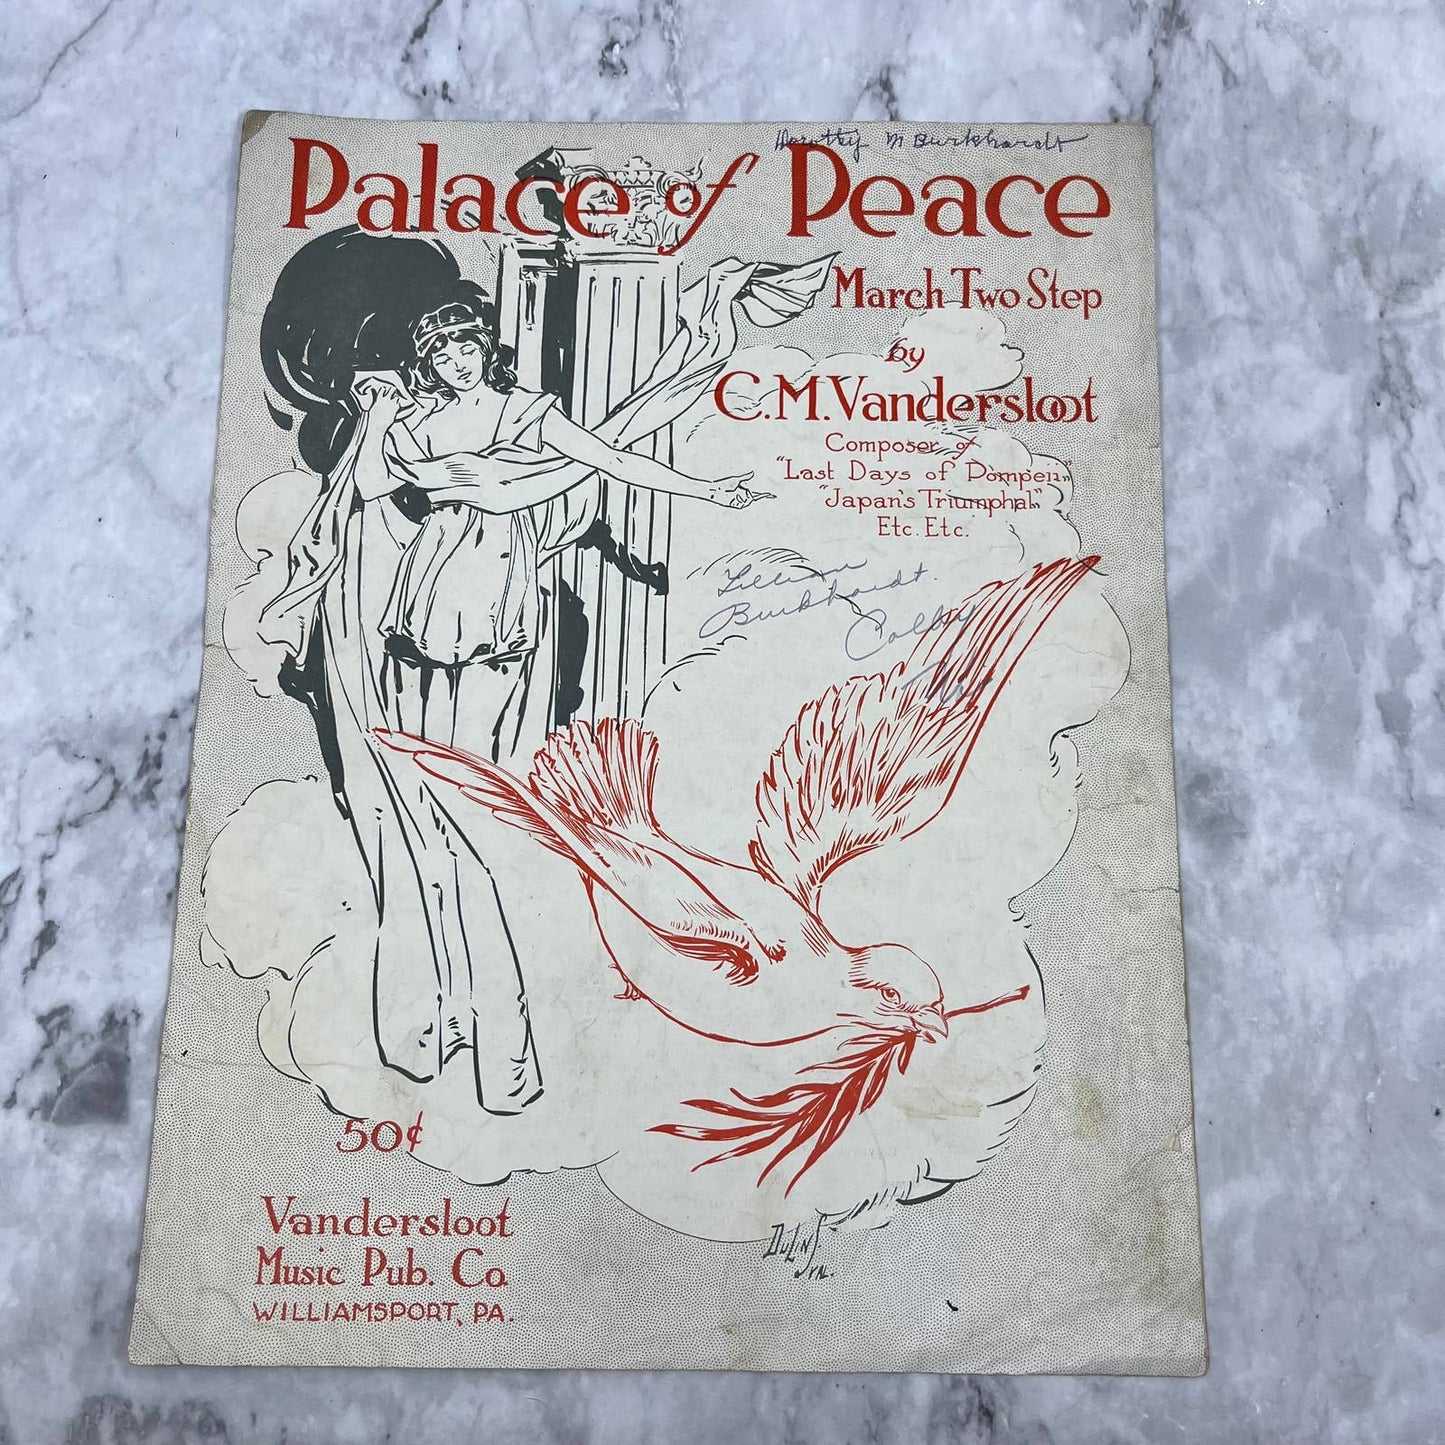 Dorothy M Burkhardt
Palace of Peace
March Two Step
by
C.M. Vandersloot
Composer of
"Last Days of Pompeii,"
"Japan's Triumphal,"
Etc. Etc.
Lillian
Burkhardt.
Colby
50¢
Vandersloot
Music Pub. Co.
WILLIAMSPORT, PA.